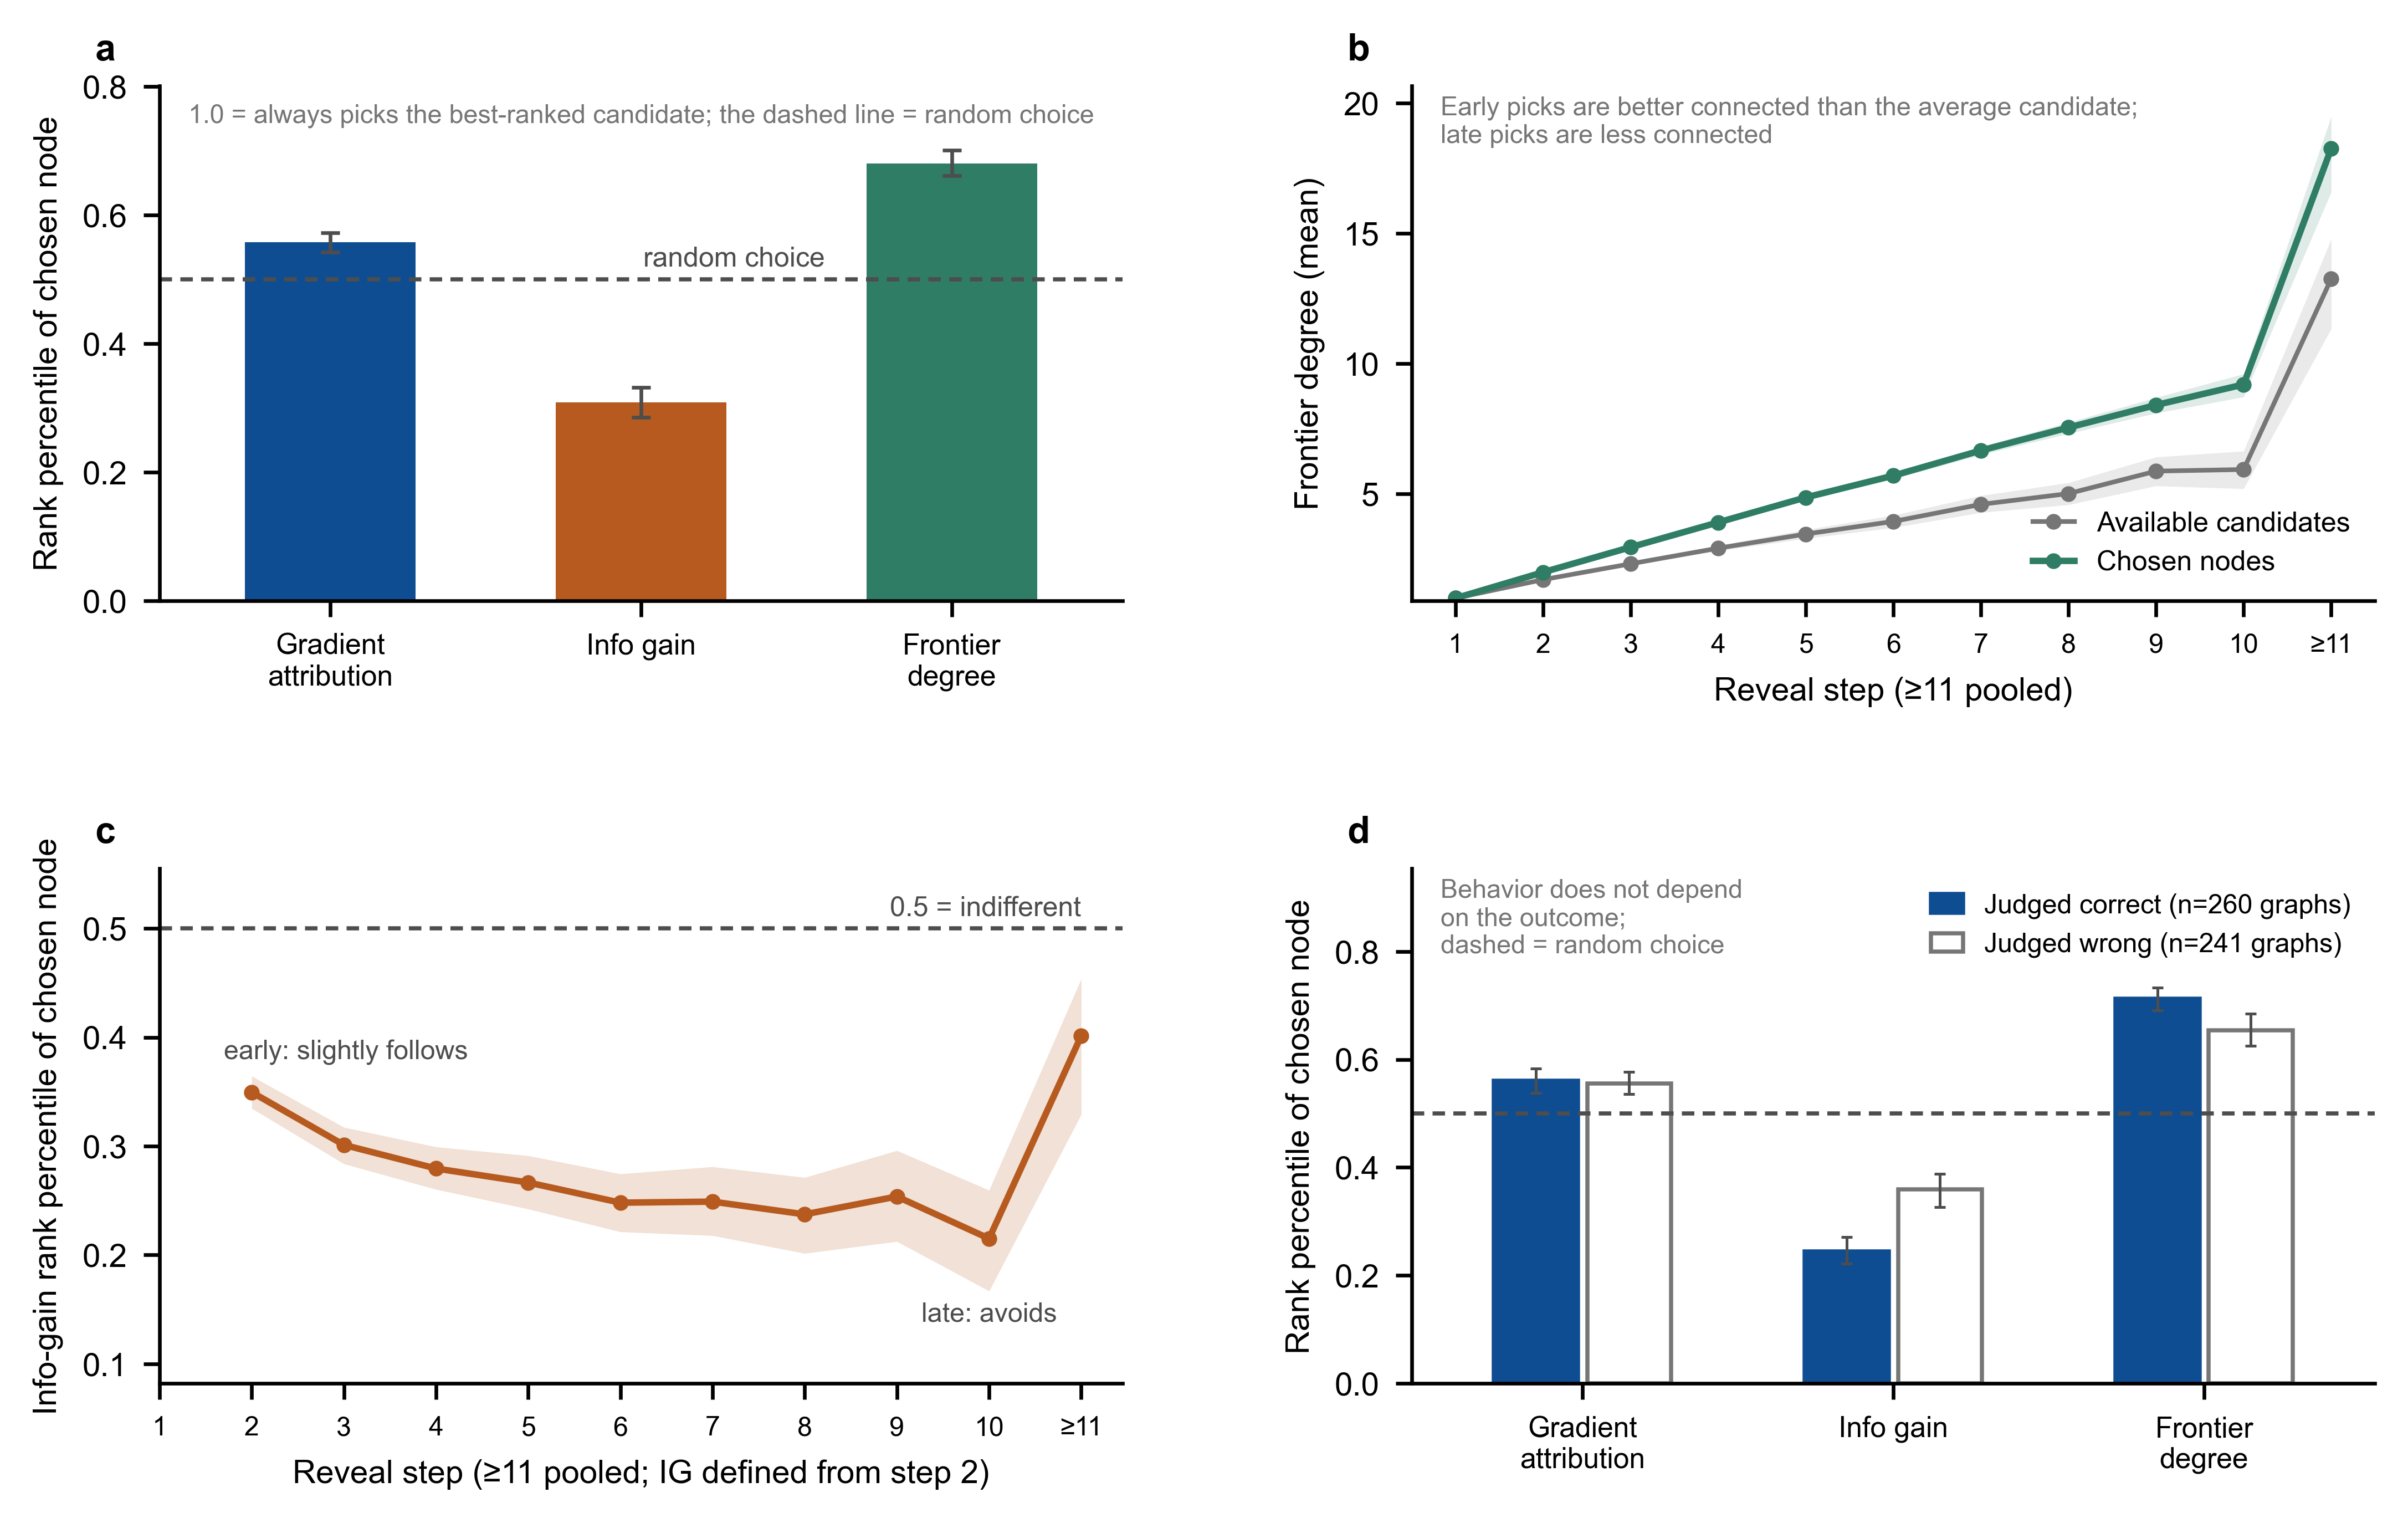 a
Rank percentile of chosen node
0.8
0.6
0.4
0.2
0.0
1.0 = always picks the best-ranked candidate; the dashed line = random choice
random choice
Gradient
attribution
Info gain
Frontier
degree
b
Frontier degree (mean)
20
15
10
5
Early picks are better connected than the average candidate;
late picks are less connected
Available candidates
Chosen nodes
1 2 3 4 5 6 7 8 9 10 ≥11
Reveal step (≥11 pooled)
c
Info-gain rank percentile of chosen node
0.5
0.4
0.3
0.2
0.1
0.5 = indifferent
early: slightly follows
late: avoids
1 2 3 4 5 6 7 8 9 10 ≥11
Reveal step (≥11 pooled; IG defined from step 2)
d
Rank percentile of chosen node
0.8
0.6
0.4
0.2
0.0
Behavior does not depend
on the outcome;
dashed = random choice
Judged correct (n=260 graphs)
Judged wrong (n=241 graphs)
Gradient
attribution
Info gain
Frontier
degree